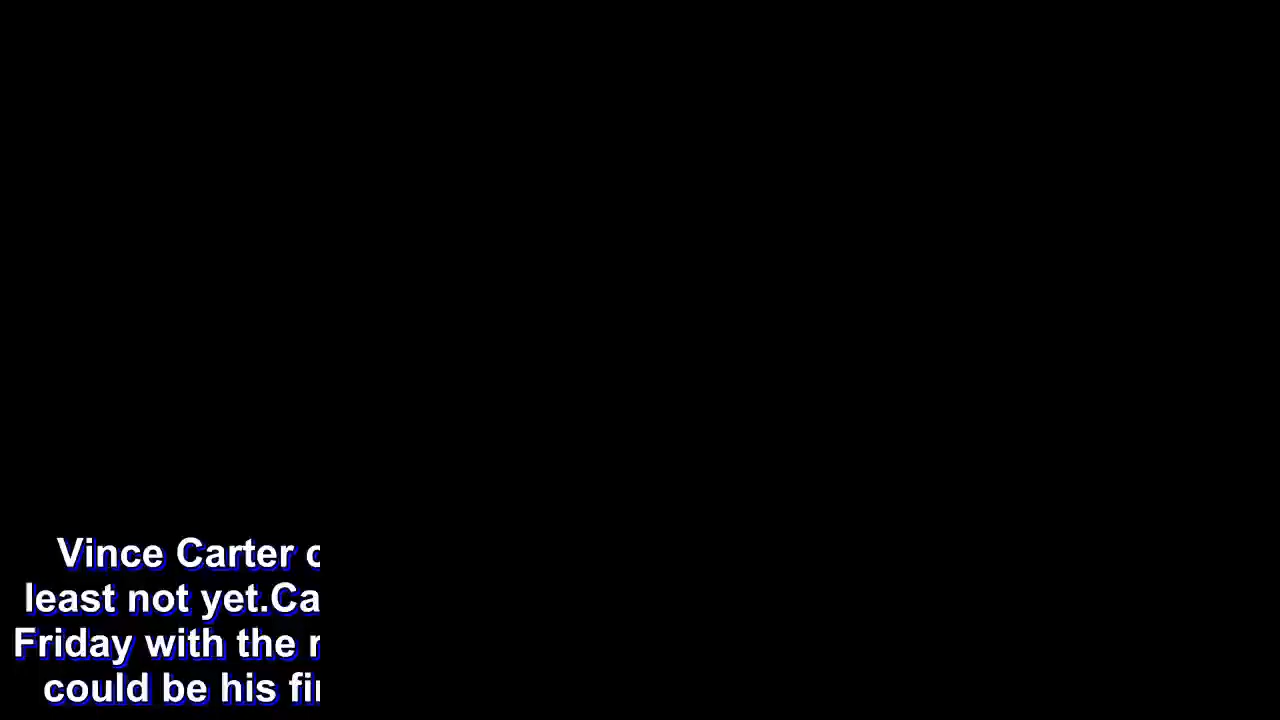 Vince Carter
least not yet.Ca
Friday with the
could be his